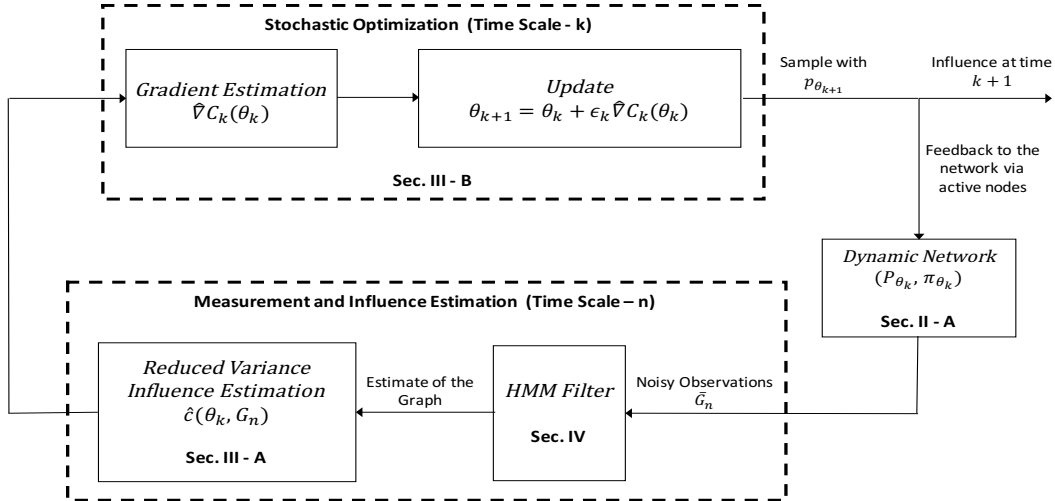 Stochastic Optimization (Time Scale - k)
Gradient Estimation
∇̂C_k(θ_k)
Update
θ_{k+1} = θ_k + ϵ_k∇̂C_k(θ_k)
Sec. III - B
Sample with
p_{θ_{k+1}}
Influence at time
k + 1
Feedback to the
network via
active nodes
Dynamic Network
(P_{θ_k}, π_{θ_k})
Sec. II - A
Measurement and Influence Estimation (Time Scale – n)
Reduced Variance
Influence Estimation
ĉ(θ_k, G_n)
Sec. III - A
Estimate of the
Graph
HMM Filter
Sec. IV
Noisy Observations
G̃_n